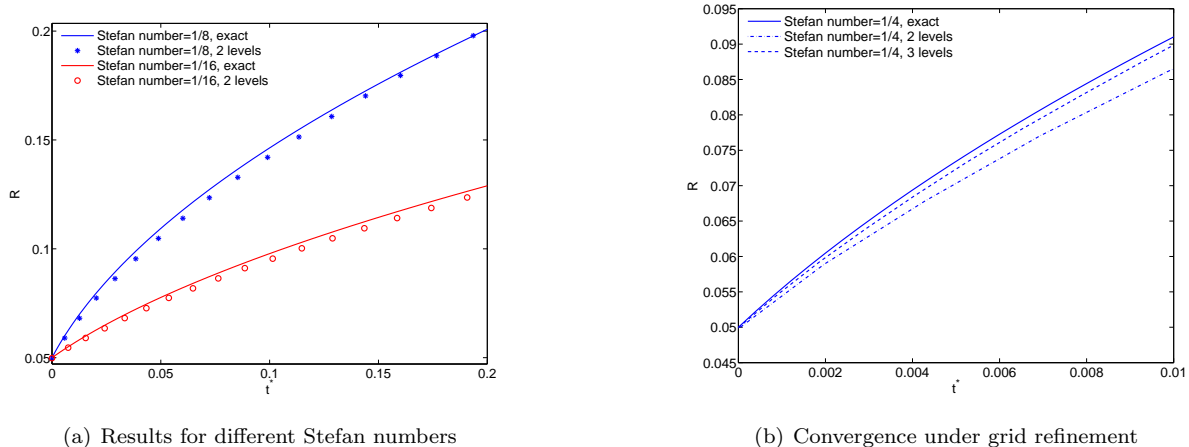 Stefan number=1/8, exact
Stefan number=1/8, 2 levels
Stefan number=1/16, exact
Stefan number=1/16, 2 levels
0.2
0.15
0.1
0.05
R
0 0.05 0.1 0.15 0.2
t*
(a) Results for different Stefan numbers
Stefan number=1/4, exact
Stefan number=1/4, 2 levels
Stefan number=1/4, 3 levels
0.095
0.09
0.085
0.08
0.075
0.07
0.065
0.06
0.055
0.05
0.045
R
0 0.002 0.004 0.006 0.008 0.01
t*
(b) Convergence under grid refinement